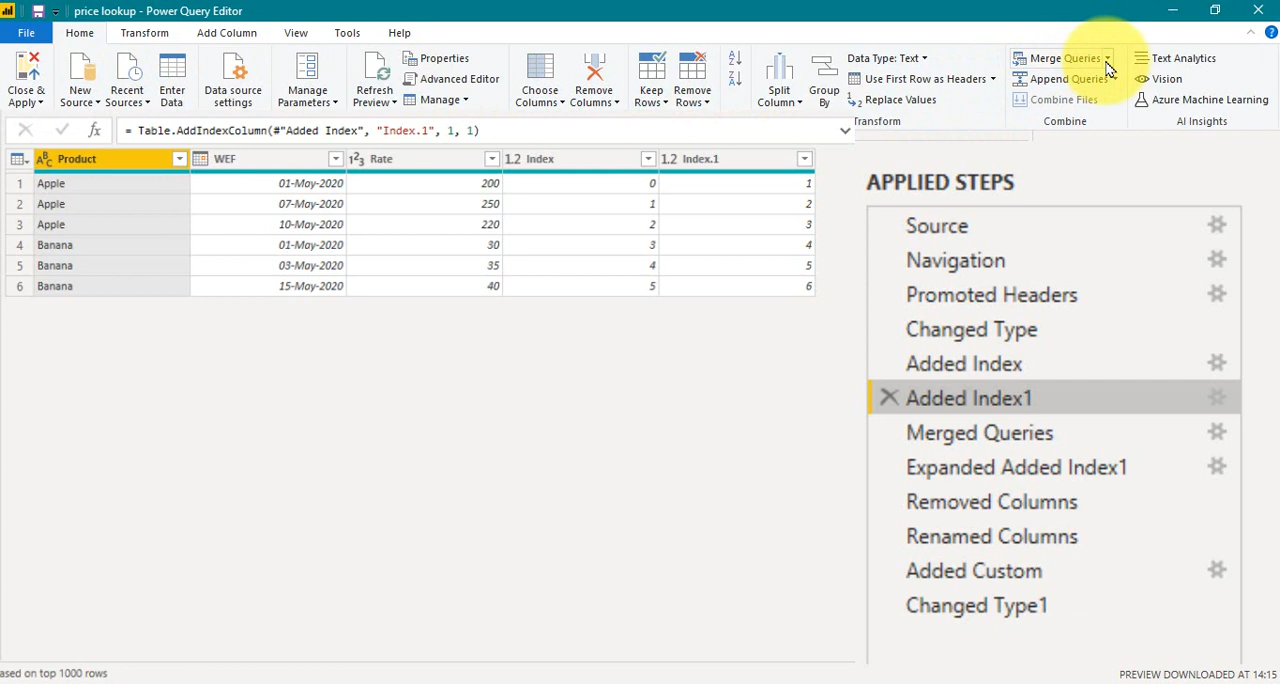 price lookup - Power Query Editor
File Home Transform Add Column View Tools Help
Close & Apply
New Source
Recent Sources
Enter Data
Data source settings
Manage Parameters
Refresh Preview
Properties
Advanced Editor
Manage
Choose Columns
Remove Columns
Keep Rows
Remove Rows
Split Column
Group By
Data Type: Text
Use First Row as Headers
Replace Values
Transform
Merge Queries
Append Queries
Combine Files
Combine
Text Analytics
Vision
Azure Machine Learning
AI Insights
fx = Table.AddIndexColumn(#"Added Index", "Index.1", 1, 1)
ABC Product WEF 123 Rate 1.2 Index 1.2 Index.1
1 Apple 01-May-2020 200 0 1
2 Apple 07-May-2020 250 1 2
3 Apple 10-May-2020 220 2 3
4 Banana 01-May-2020 30 3 4
5 Banana 03-May-2020 35 4 5
6 Banana 15-May-2020 40 5 6
APPLIED STEPS
Source
Navigation
Promoted Headers
Changed Type
Added Index
Added Index1
Merged Queries
Expanded Added Index1
Removed Columns
Renamed Columns
Added Custom
Changed Type1
ased on top 1000 rows
PREVIEW DOWNLOADED AT 14:15